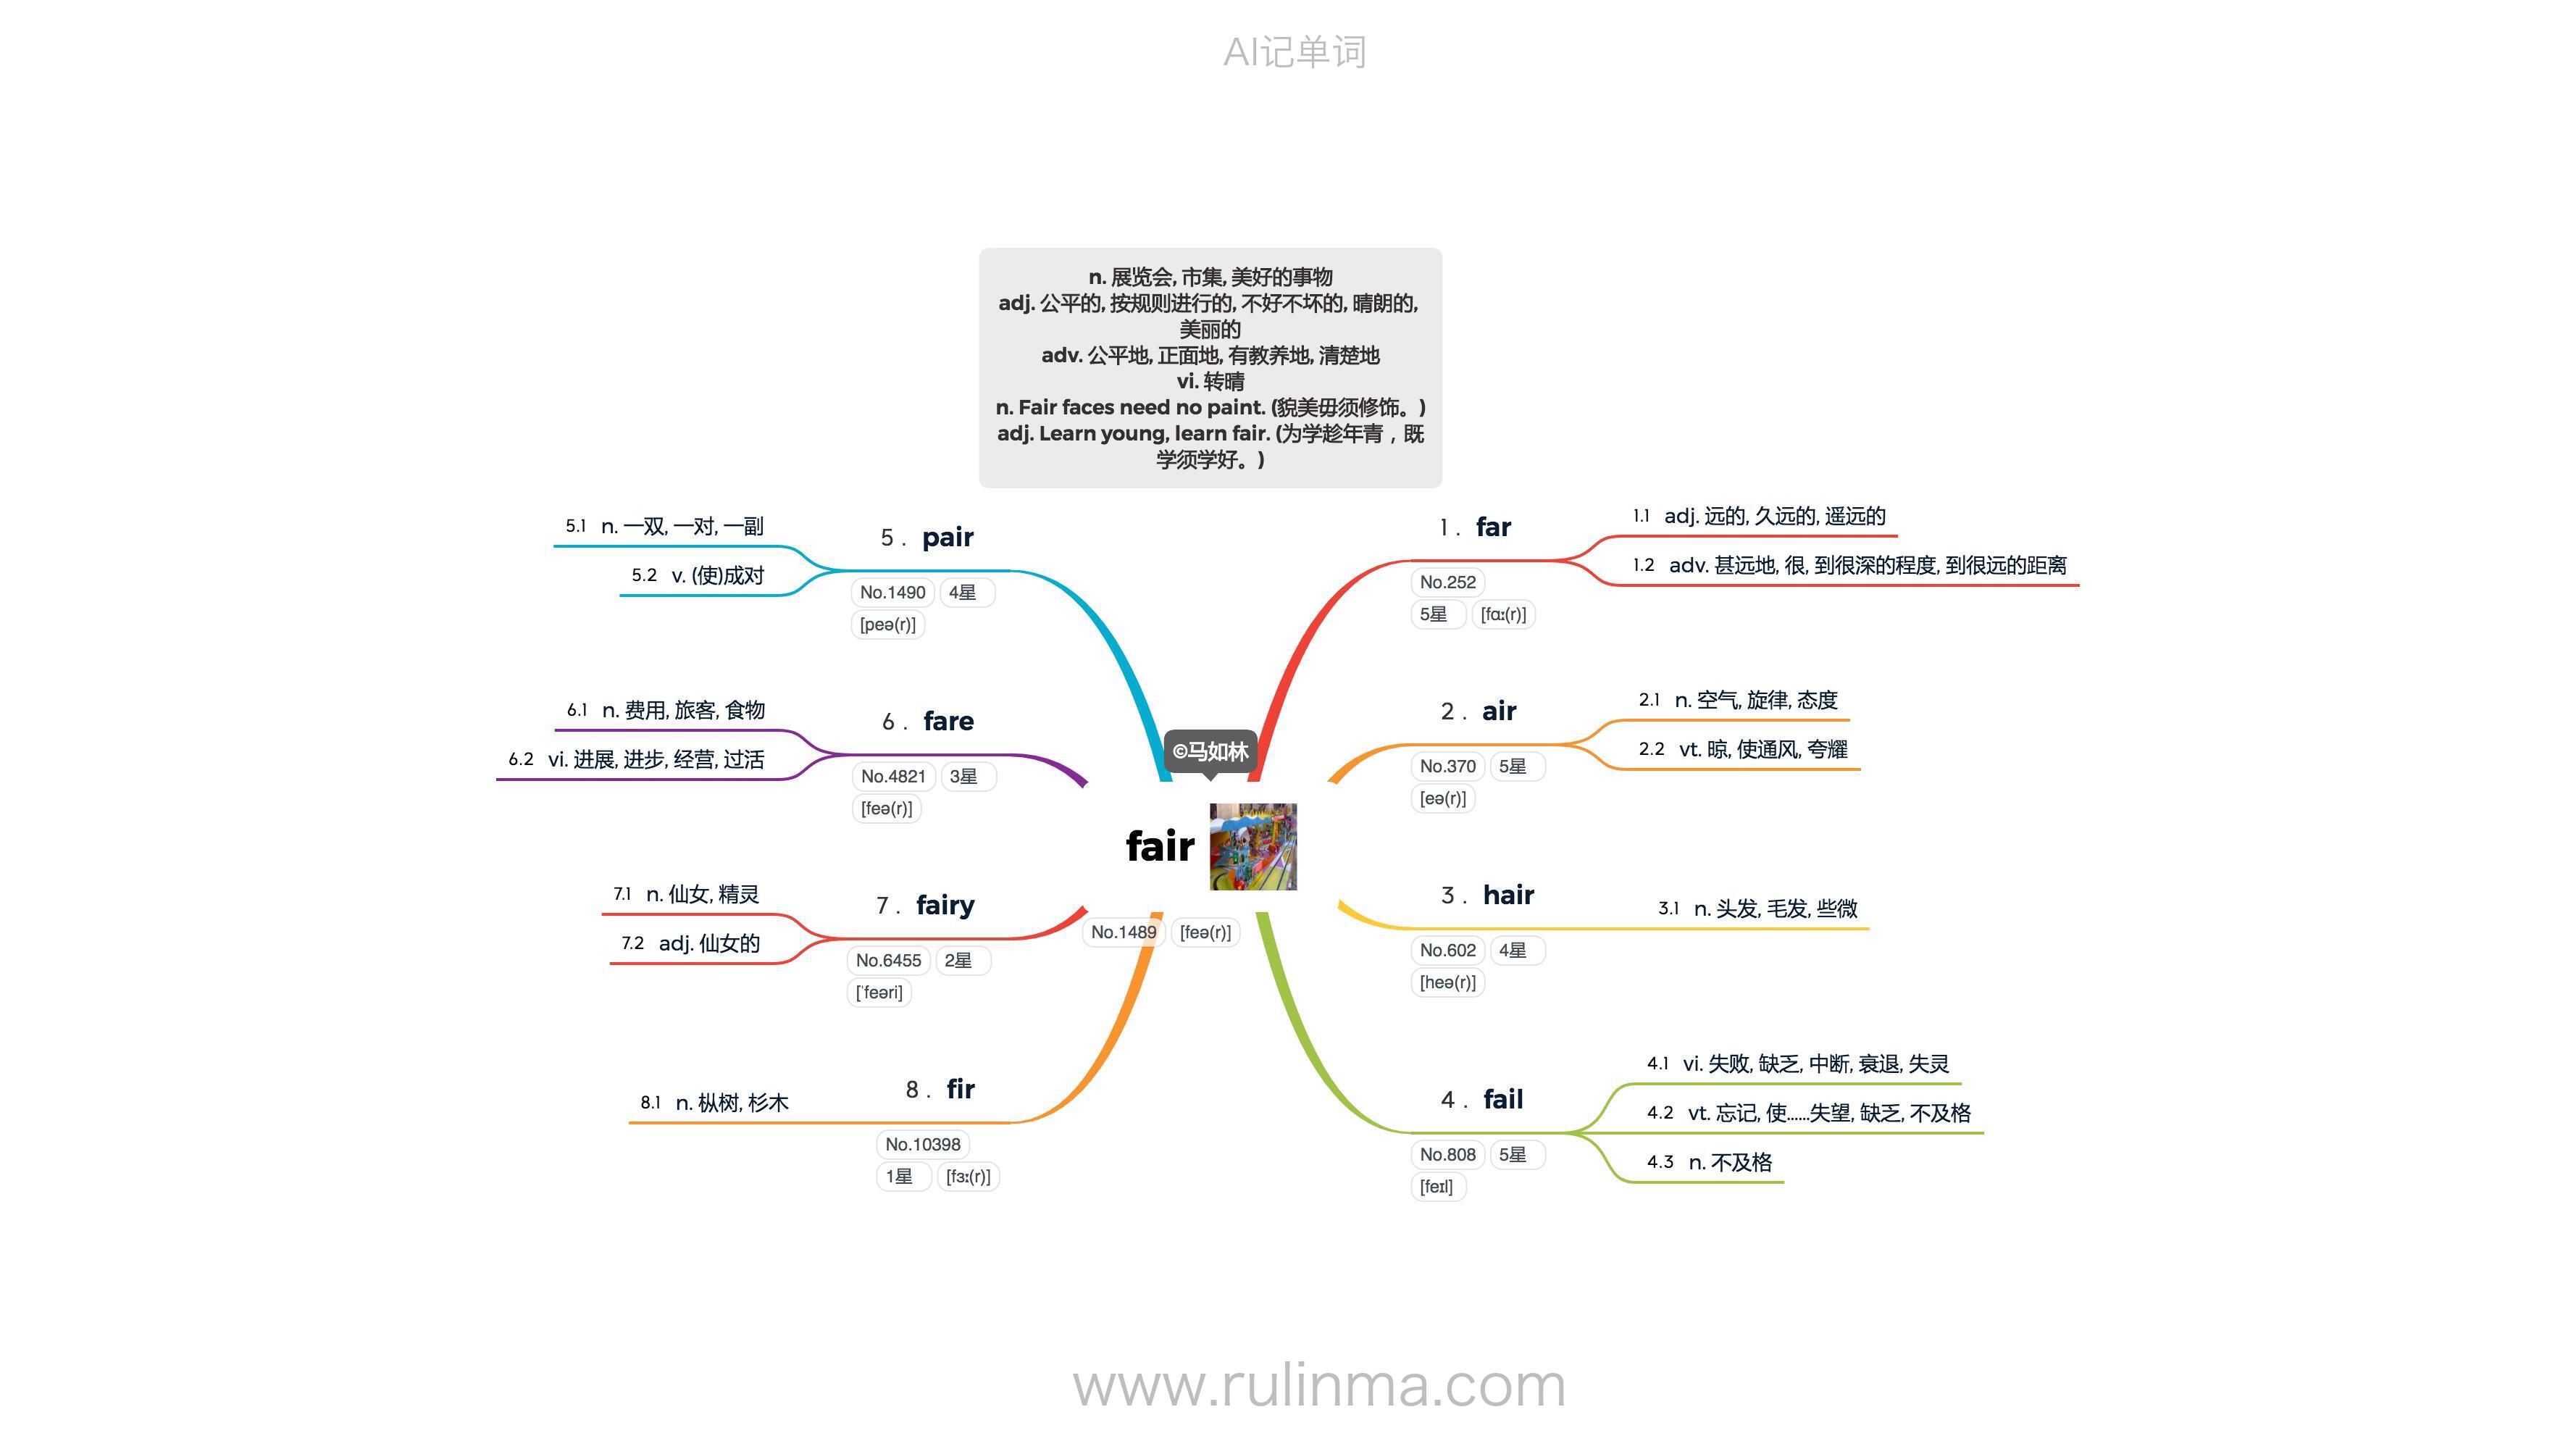 AI记单词
n. 展览会, 市集, 美好的事物
adj. 公平的, 按规则进行的, 不好不坏的, 晴朗的,
美丽的
adv. 公平地, 正面地, 有教养地, 清楚地
vi. 转晴
n. Fair faces need no paint. (貌美毋须修饰。)
adj. Learn young, learn fair. (为学趁年青，既
学须学好。)
©马如林
fair
No.1489 [feə(r)]
1. far
No.252
5星 [fɑː(r)]
1.1 adj. 远的, 久远的, 遥远的
1.2 adv. 甚远地, 很, 到很深的程度, 到很远的距离
2. air
No.370 5星
[eə(r)]
2.1 n. 空气, 旋律, 态度
2.2 vt. 晾, 使通风, 夸耀
3. hair
No.602 4星
[heə(r)]
3.1 n. 头发, 毛发, 些微
4. fail
No.808 5星
[feɪl]
4.1 vi. 失败, 缺乏, 中断, 衰退, 失灵
4.2 vt. 忘记, 使......失望, 缺乏, 不及格
4.3 n. 不及格
5. pair
No.1490 4星
[peə(r)]
5.1 n. 一双, 一对, 一副
5.2 v. (使)成对
6. fare
No.4821 3星
[feə(r)]
6.1 n. 费用, 旅客, 食物
6.2 vi. 进展, 进步, 经营, 过活
7. fairy
No.6455 2星
['feəri]
7.1 n. 仙女, 精灵
7.2 adj. 仙女的
8. fir
No.10398
1星 [fɜː(r)]
8.1 n. 枞树, 杉木
www.rulinma.com